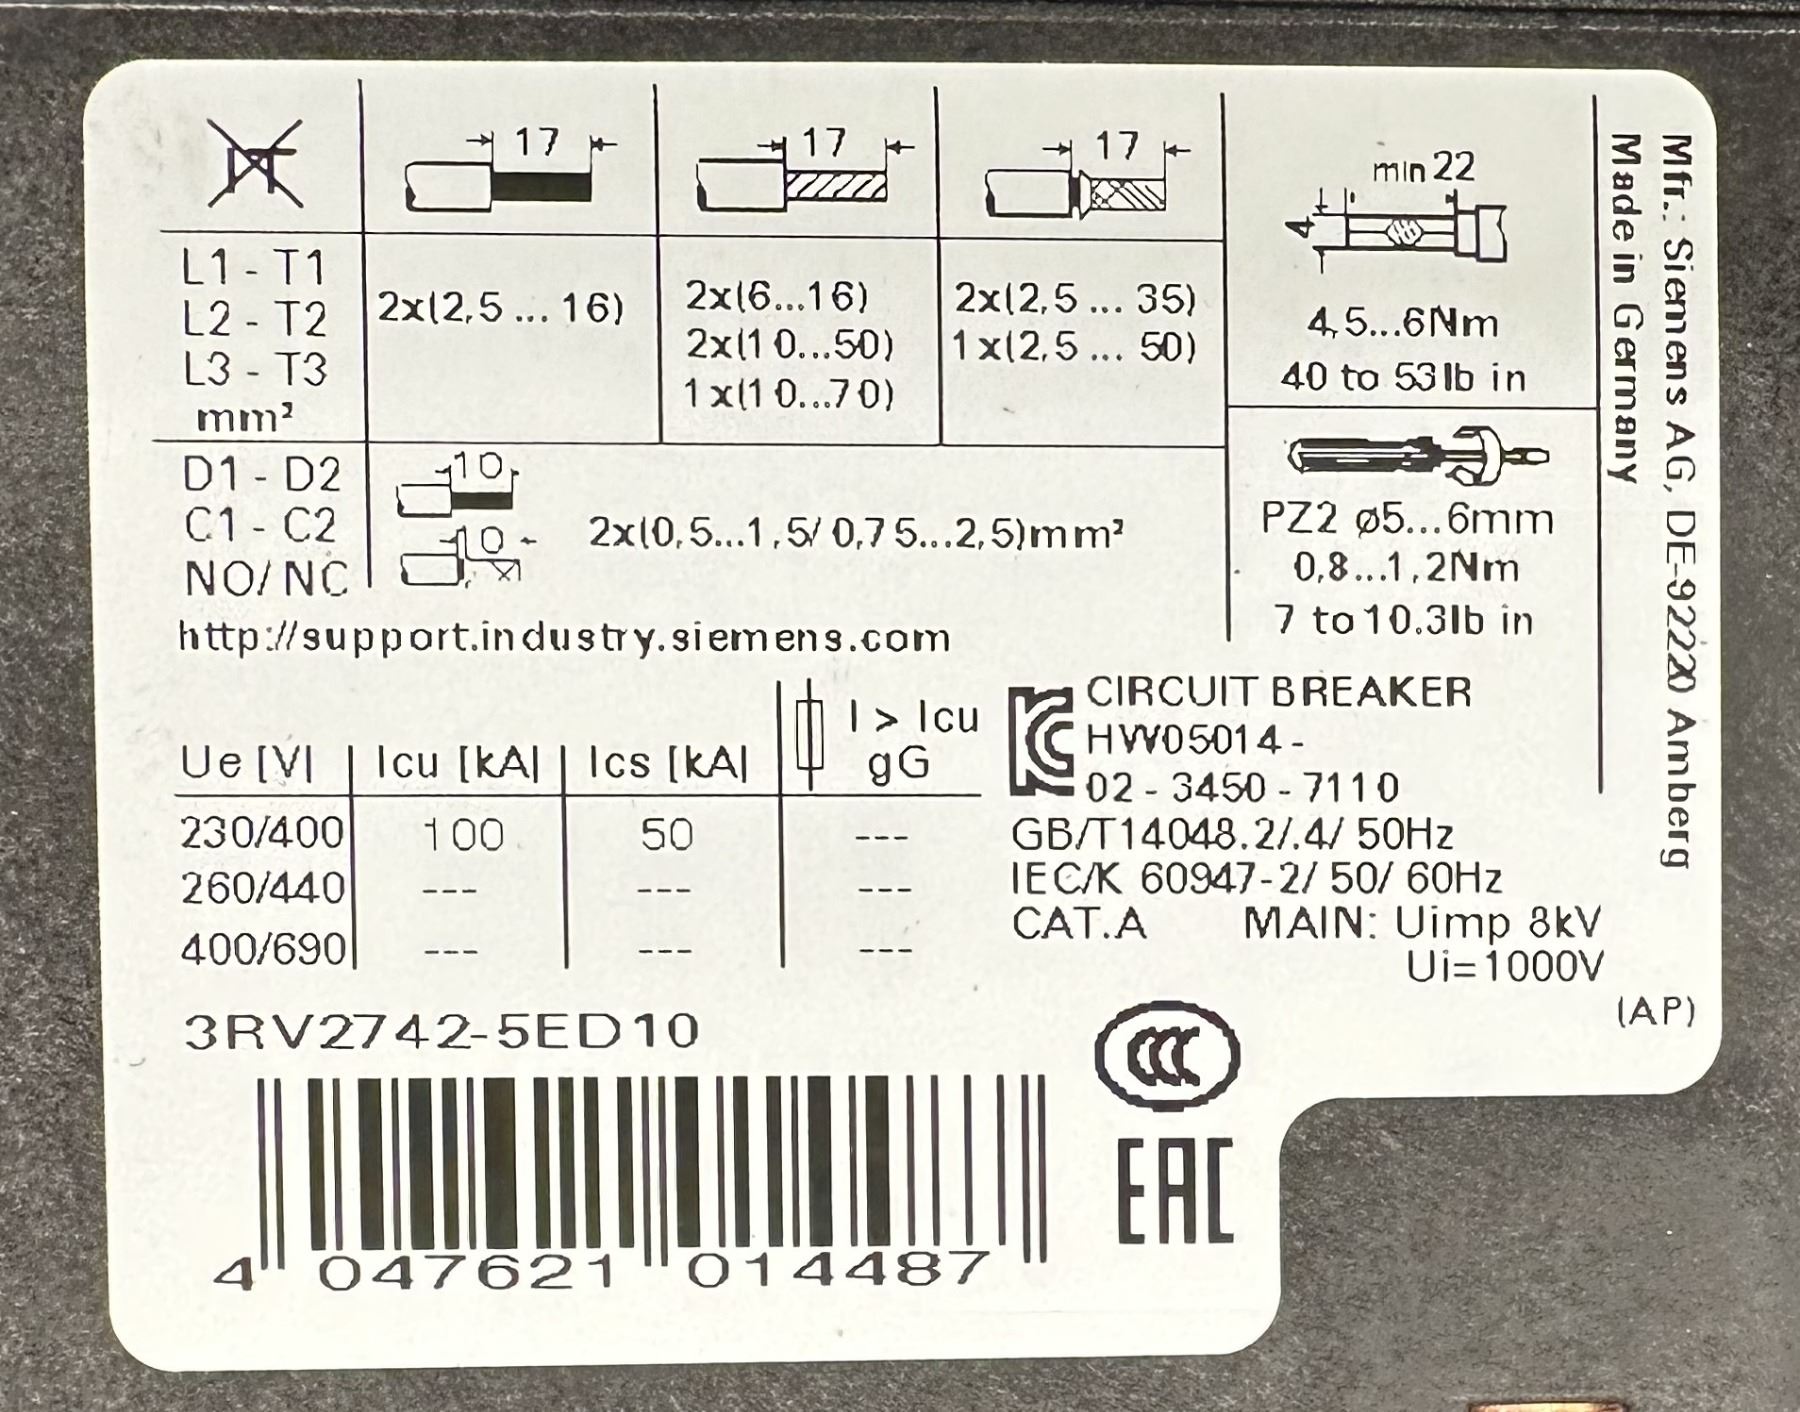 17
17
17
min 22
4
L1 - T1
L2 - T2
L3 - T3
mm²
2x(2,5 ... 16)
2x(6...16)
2x(10...50)
1x(10...70)
2x(2,5 ... 35)
1x(2,5 ... 50)
4,5...6Nm
40 to 53 lb in
D1 - D2
C1 - C2
NO/NC
10
10
2x(0,5...1,5/0,75...2,5)mm²
PZ2 ø5...6mm
0,8...1,2Nm
7 to 10.3lb in
http://support.industry.siemens.com
Mfr.: Siemens AG, DE-92220 Amberg
Made in Germany
Ue [V] Icu [kA] Ics [kA] I > Icu
gG
230/400 100 50 ---
260/440 --- --- ---
400/690 --- --- ---
CIRCUIT BREAKER
HW05014-
02-3450-7110
GB/T14048.2/.4/ 50Hz
IEC/K 60947-2/ 50/ 60Hz
CAT.A MAIN: Uimp 8kV
Ui=1000V
(AP)
3RV2742-5ED10
CCC
EAC
4 047621 014487